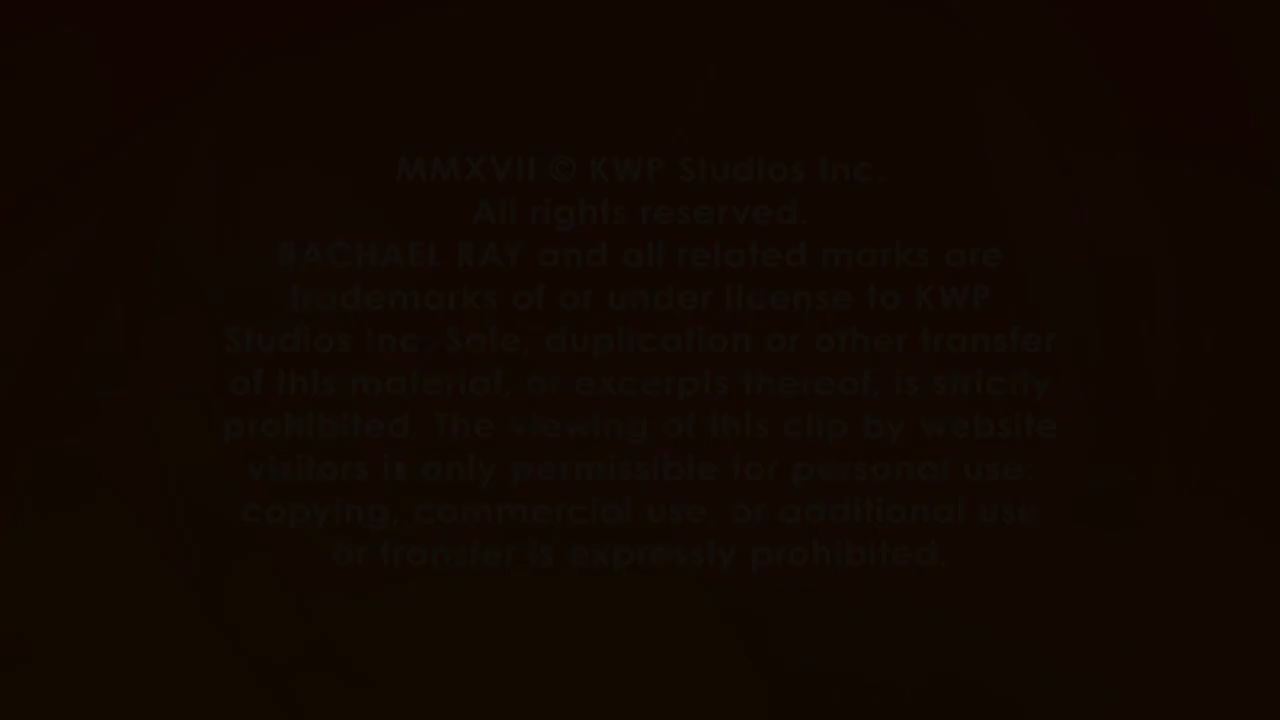 MMXVII © KWP Studios Inc.
All rights reserved.
RACHAEL RAY and all related marks are
trademarks of or under license to KWP
Studios Inc. Sale, duplication or other transfer
of this material, or excerpts thereof, is strictly
prohibited. The viewing of this clip by website
visitors is only permissible for personal use:
copying, commercial use, or additional use
or transfer is expressly prohibited.